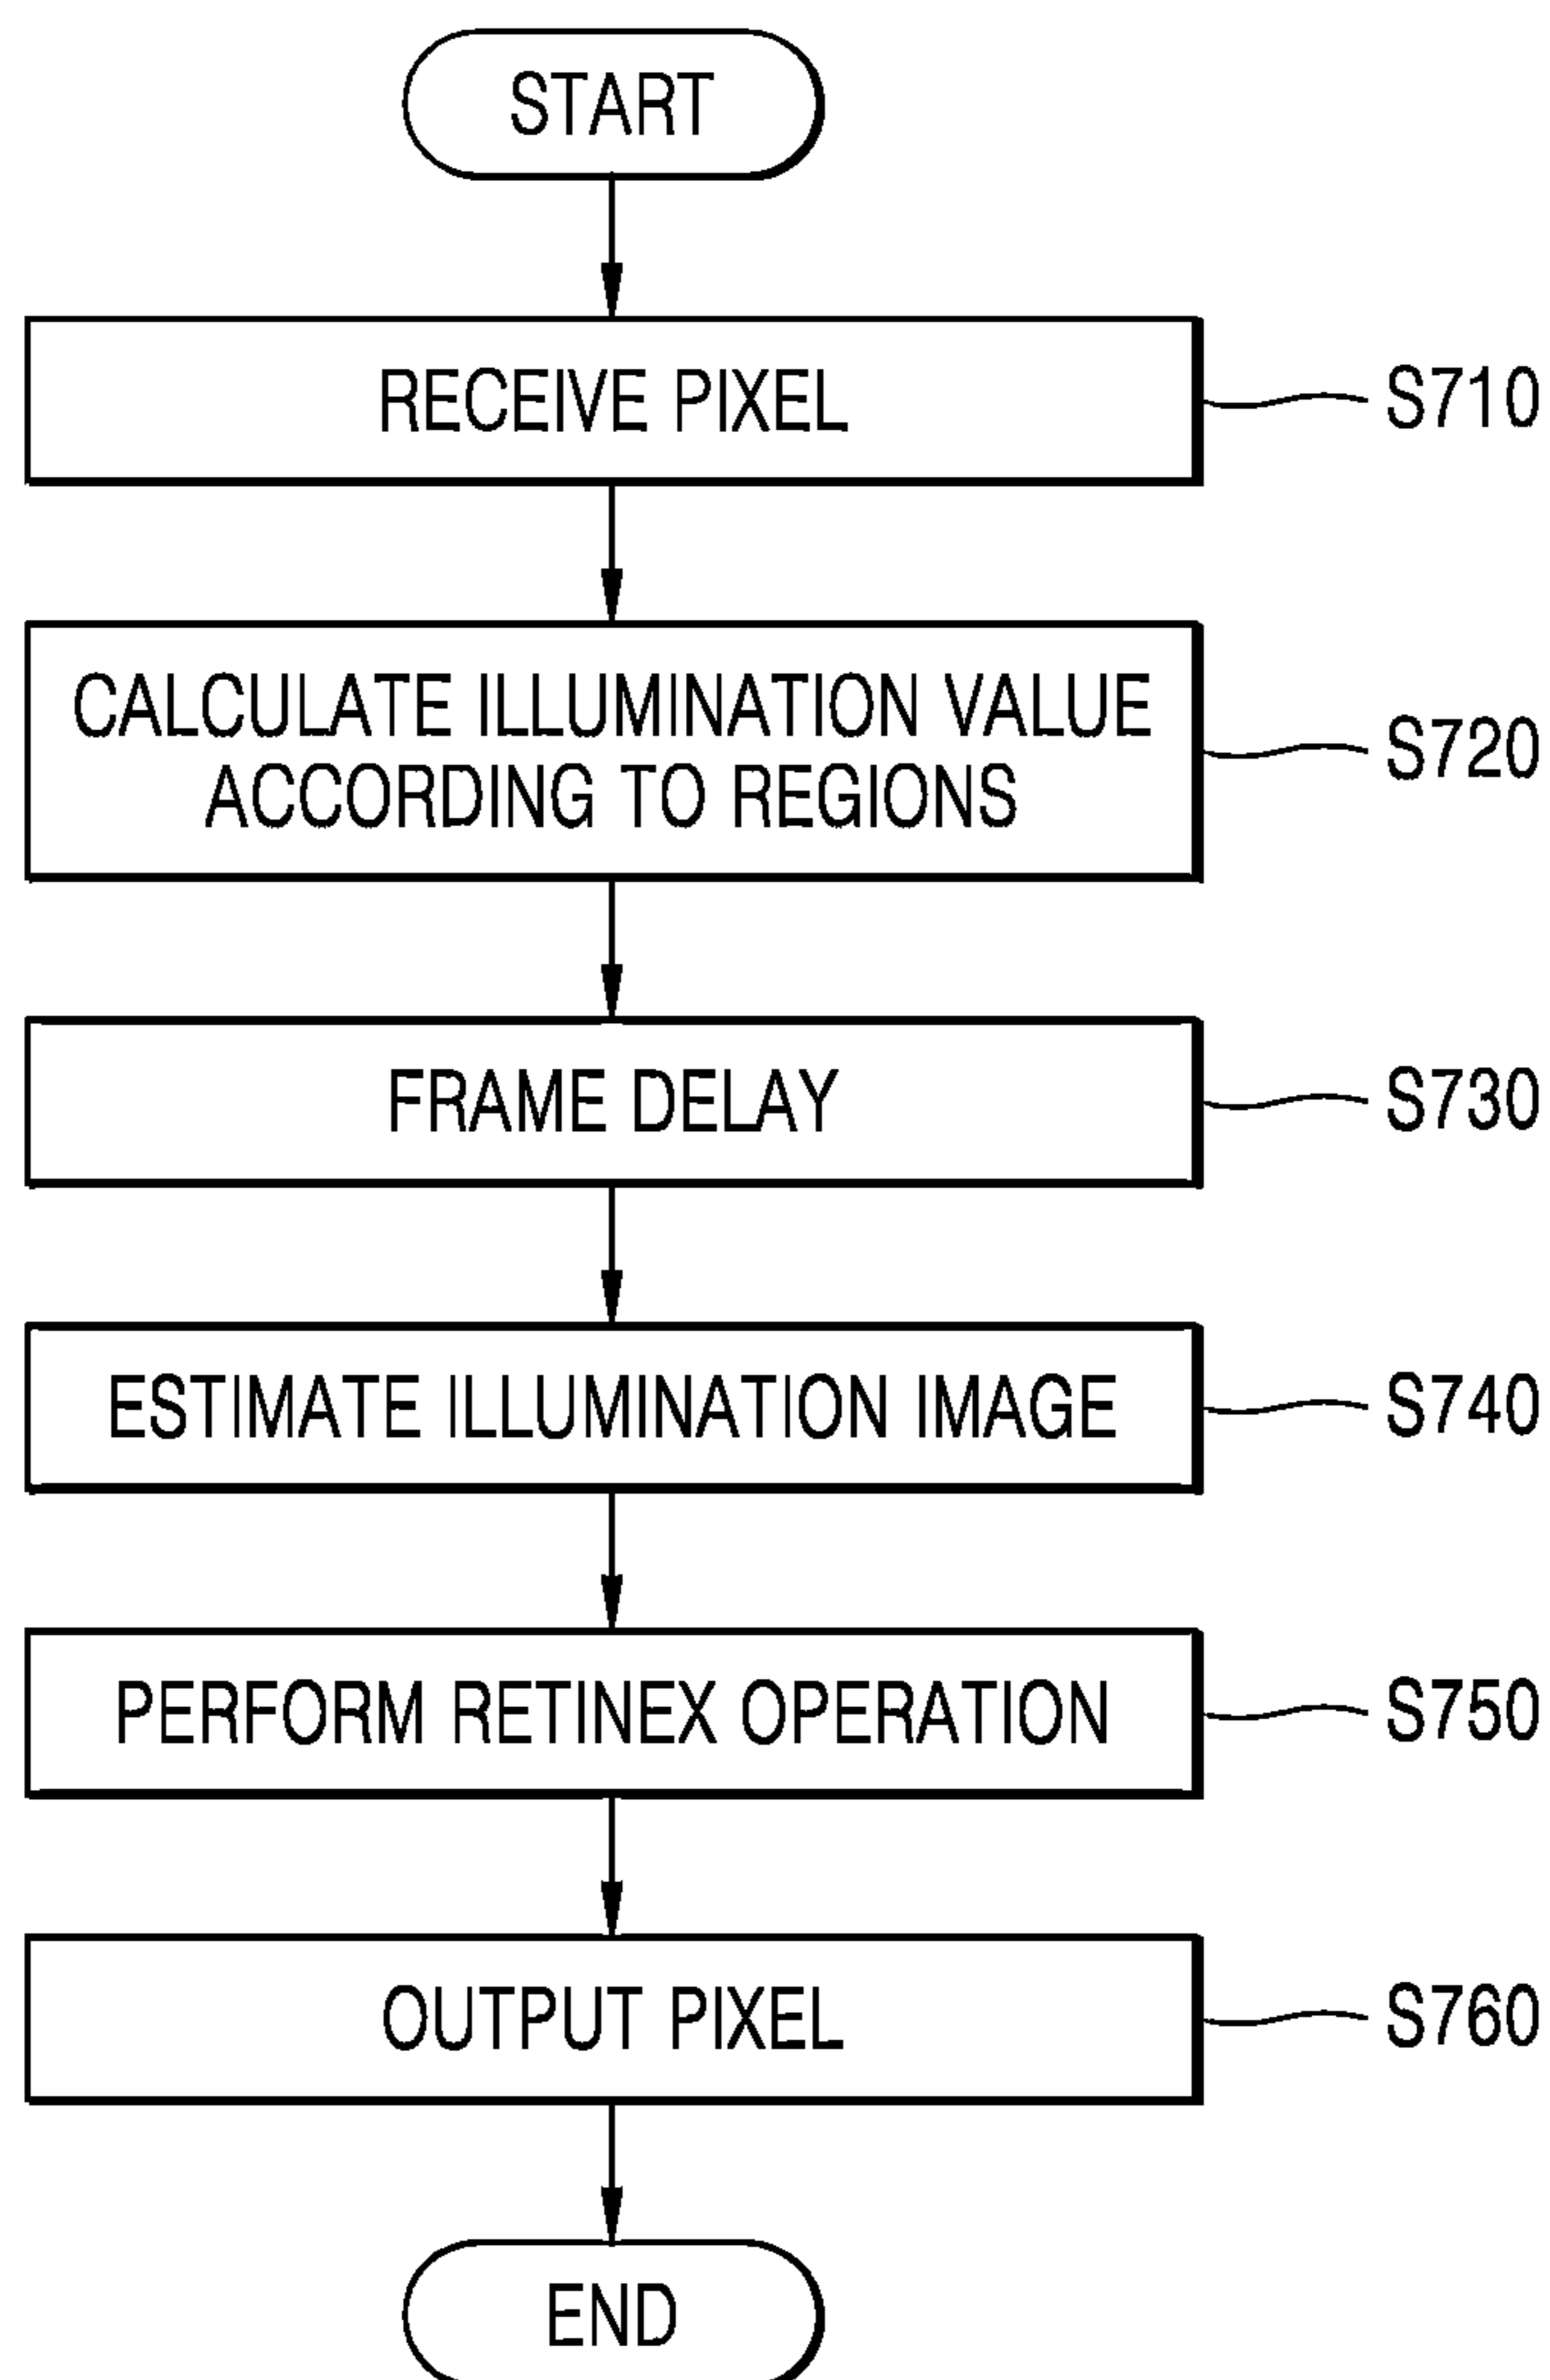 START
RECEIVE PIXEL
S710
CALCULATE ILLUMINATION VALUE
ACCORDING TO REGIONS
S720
FRAME DELAY
S730
ESTIMATE ILLUMINATION IMAGE
S740
PERFORM RETINEX OPERATION
S750
OUTPUT PIXEL
S760
END